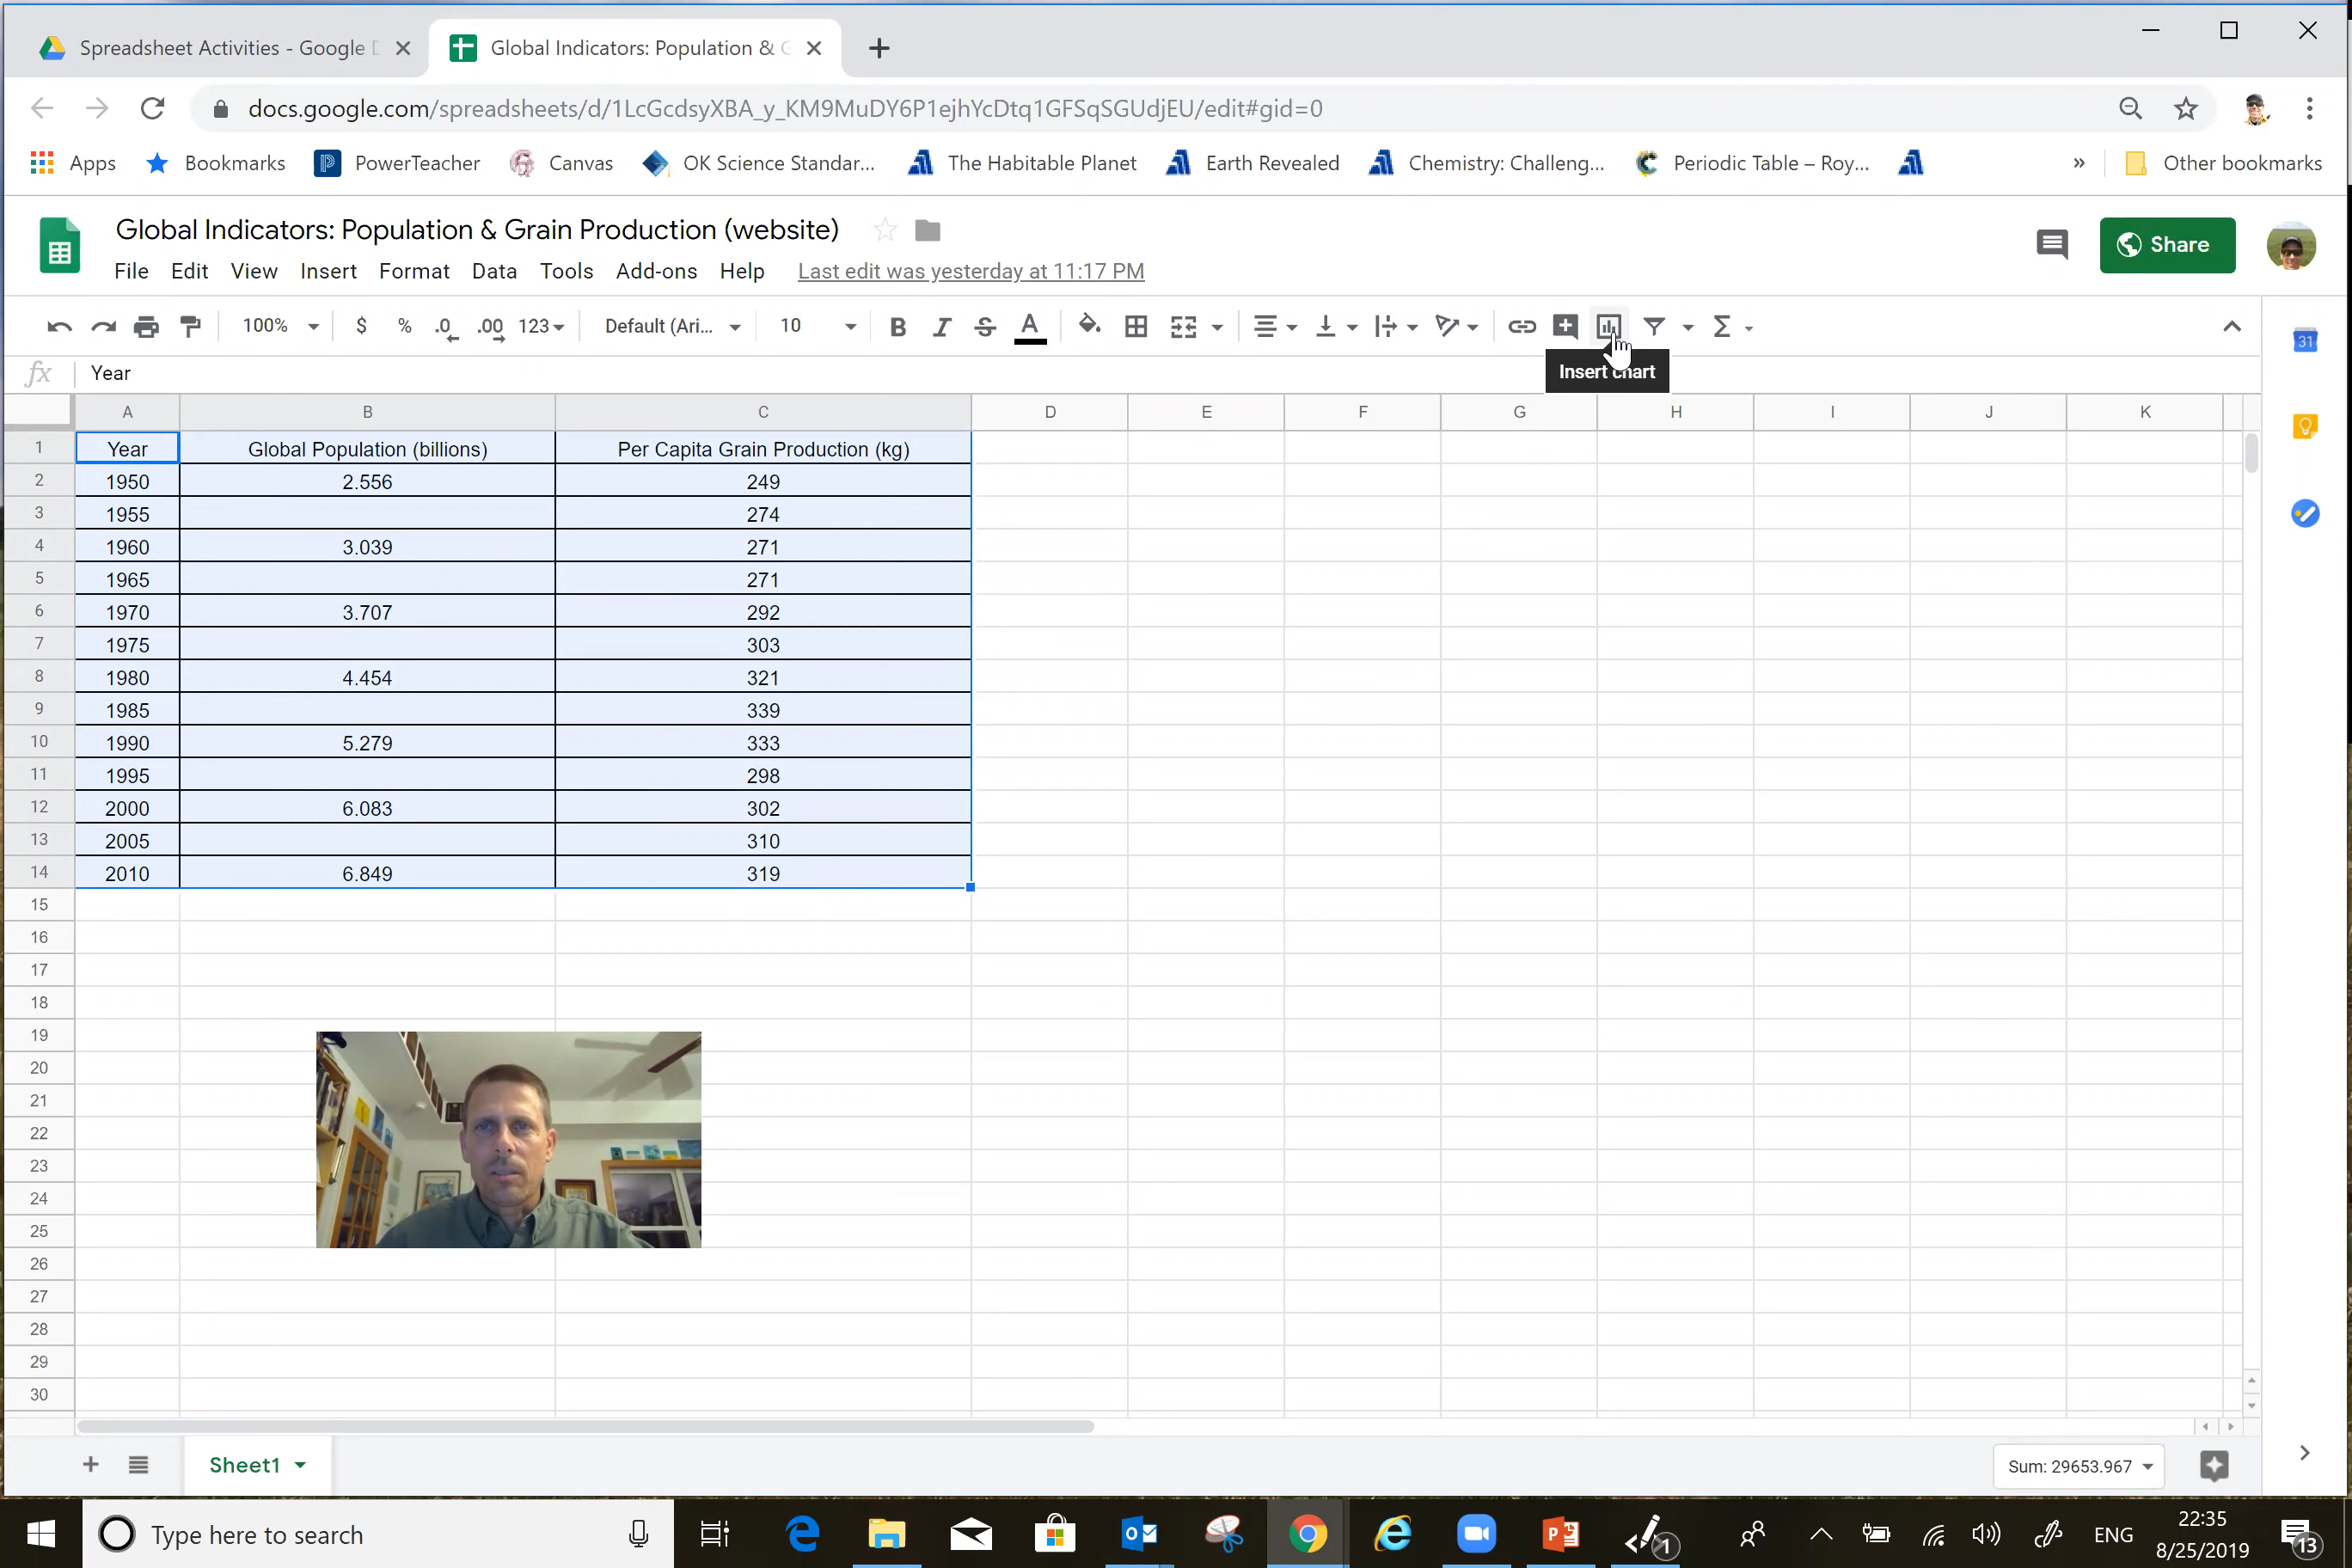 Spreadsheet Activities - Google D
Global Indicators: Population & G
docs.google.com/spreadsheets/d/1LcGcdsyXBA_y_KM9MuDY6P1ejhYcDtq1GFSqSGUdjEU/edit#gid=0
Apps Bookmarks PowerTeacher Canvas OK Science Standar... The Habitable Planet Earth Revealed Chemistry: Challeng... Periodic Table – Roy... » Other bookmarks
Global Indicators: Population & Grain Production (website)
Share
File Edit View Insert Format Data Tools Add-ons Help Last edit was yesterday at 11:17 PM
100% $ % .0 .00 123 Default (Ari... 10 B I S A Σ
31
fx Year
Insert chart
A B C D E F G H I J K
1 Year Global Population (billions) Per Capita Grain Production (kg)
2 1950 2.556 249
3 1955 274
4 1960 3.039 271
5 1965 271
6 1970 3.707 292
7 1975 303
8 1980 4.454 321
9 1985 339
10 1990 5.279 333
11 1995 298
12 2000 6.083 302
13 2005 310
14 2010 6.849 319
15
16
17
18
19
20
21
22
23
24
25
26
27
28
29
30
Sheet1
Sum: 29653.967
Type here to search
ENG
22:35
8/25/2019
13
1